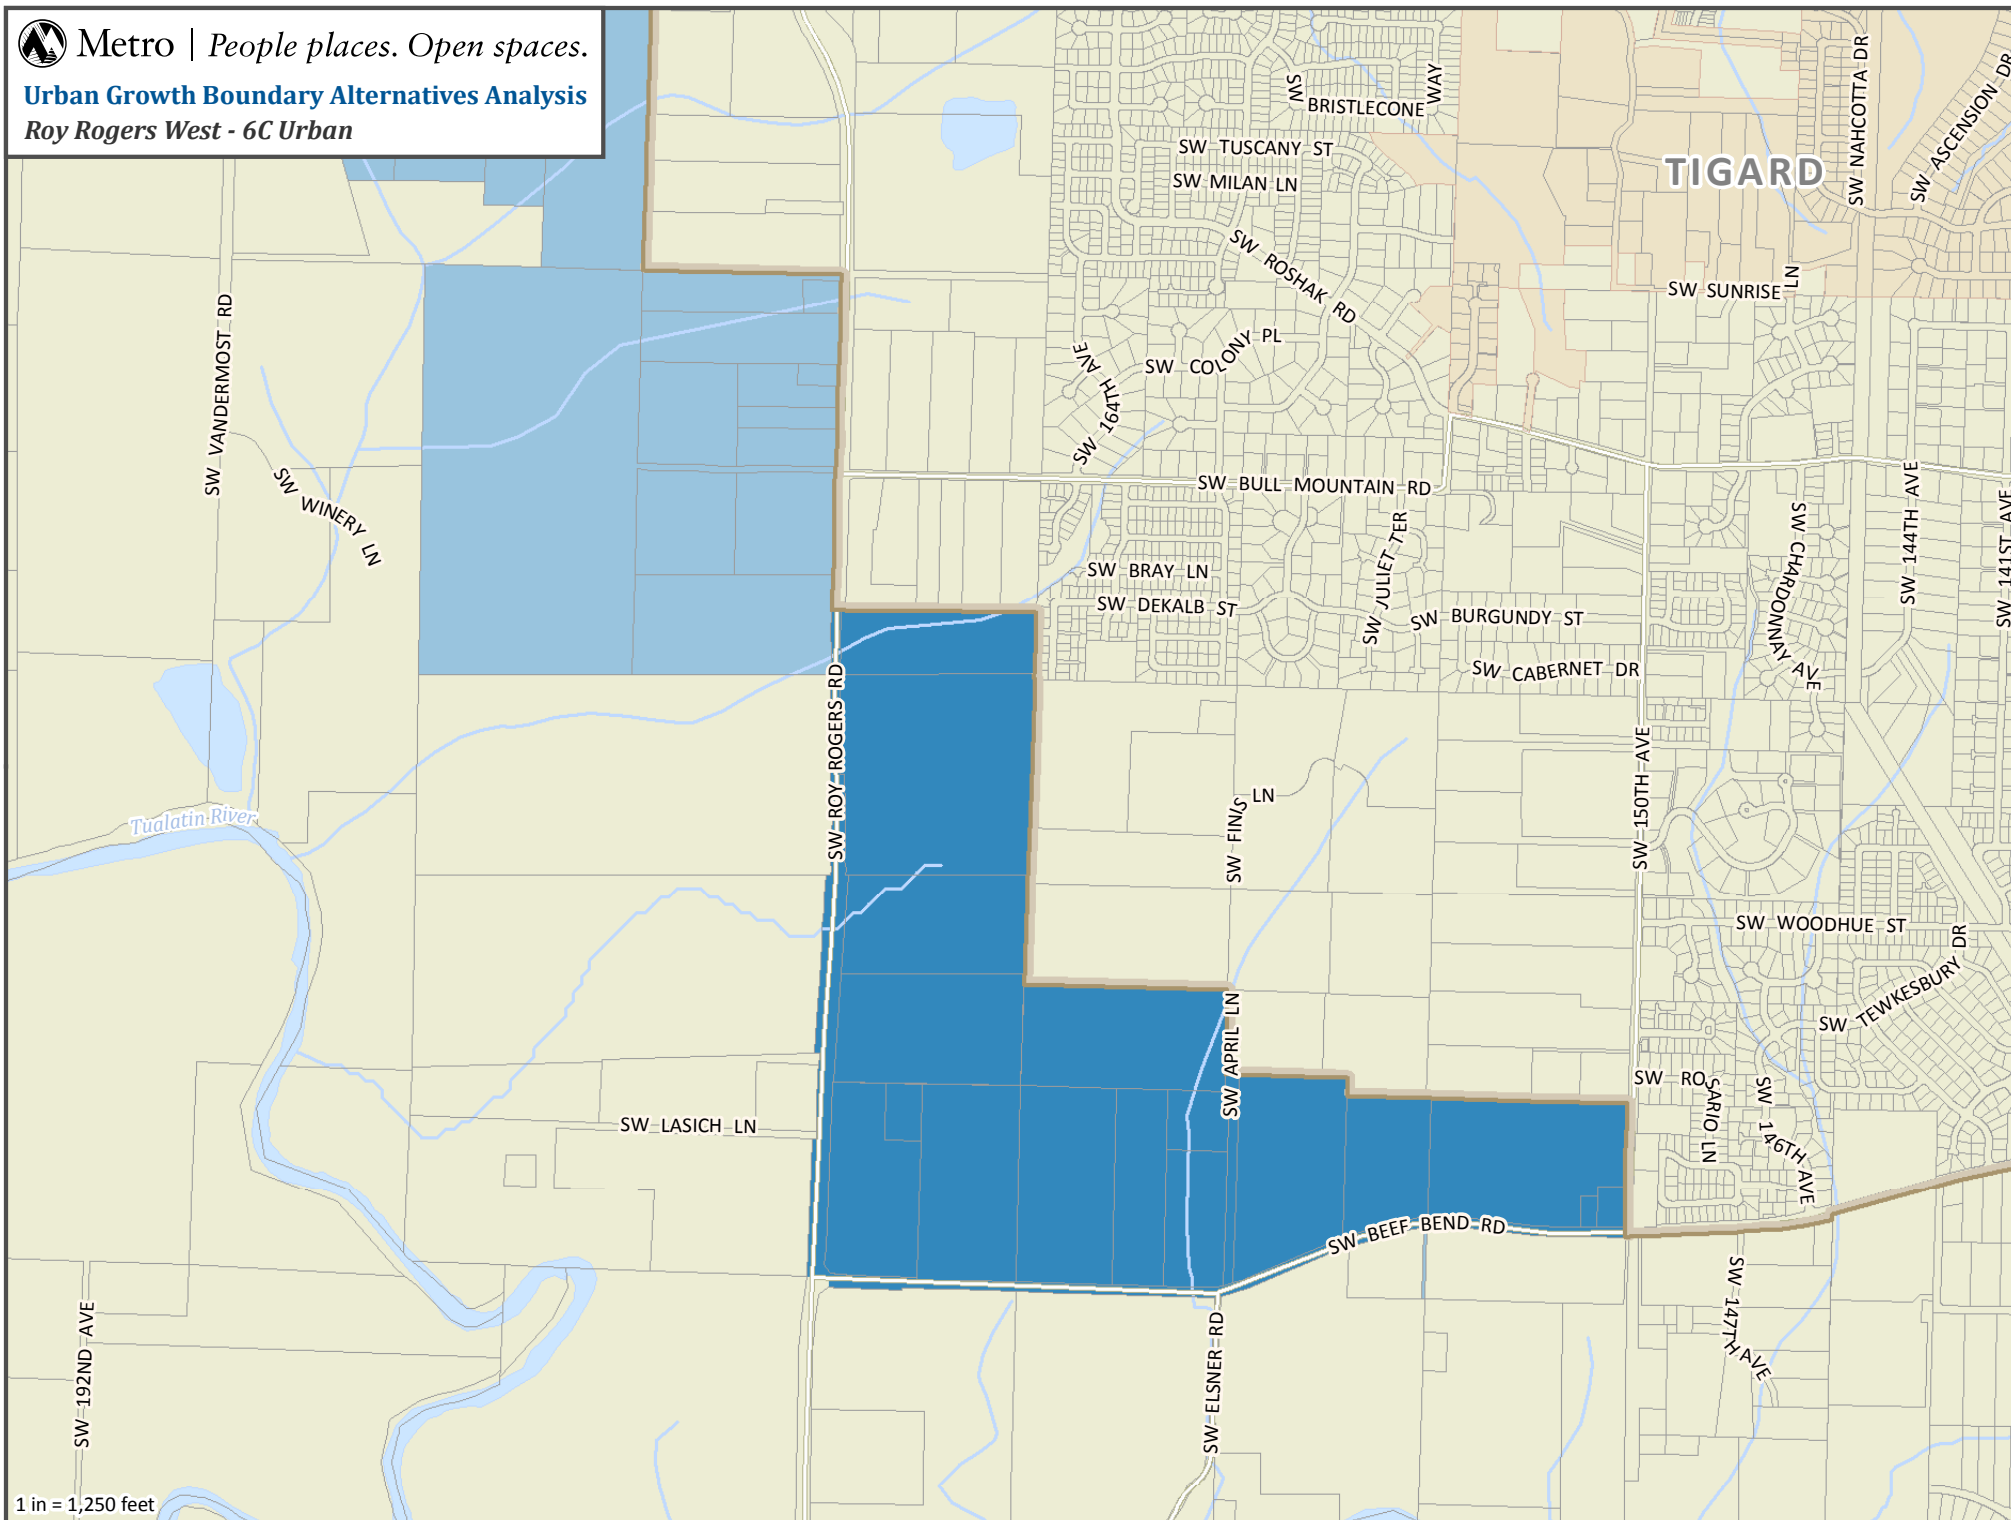 Metro | People places. Open spaces.
Urban Growth Boundary Alternatives Analysis
Roy Rogers West - 6C Urban
SW BRISTLECONE WAY
SW TUSCANY ST
SW MILAN LN
TIGARD
SW NAHCOTTA DR
SW ASCENSION DR
SW ROSHAK RD
SW SUNRISE LN
SW VANDERMOST RD
SW COLONY PL
SW 164TH AVE
SW WINERY LN
SW BULL MOUNTAIN RD
SW JULIET TER
SW CHARDONNAY AVE
SW 144TH AVE
SW 141ST AVE
SW BRAY LN
SW DEKALB ST
SW BURGUNDY ST
SW CABERNET DR
SW ROY ROGERS RD
SW 150TH AVE
SW FINIS LN
Tualatin River
SW WOODHUE ST
SW TEWKESBURY DR
SW APRIL LN
SW ROSARIO LN
SW 146TH AVE
SW LASICH LN
SW BEEF BEND RD
SW 147TH AVE
SW 192ND AVE
SW ELSNER RD
1 in = 1,250 feet